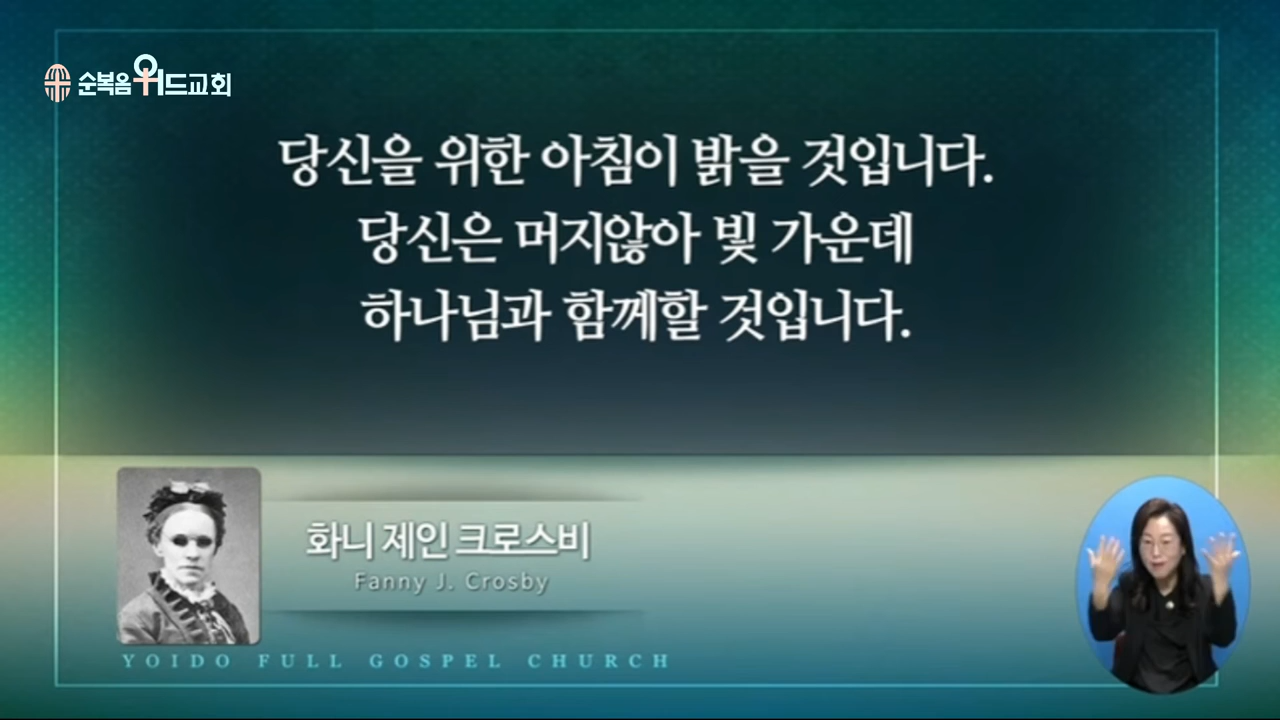 순복음워드교회
당신을 위한 아침이 밝을 것입니다.
당신은 머지않아 빛 가운데
하나님과 함께할 것입니다.
화니 제인 크로스비
Fanny J. Crosby
YOIDO FULL GOSPEL CHURCH